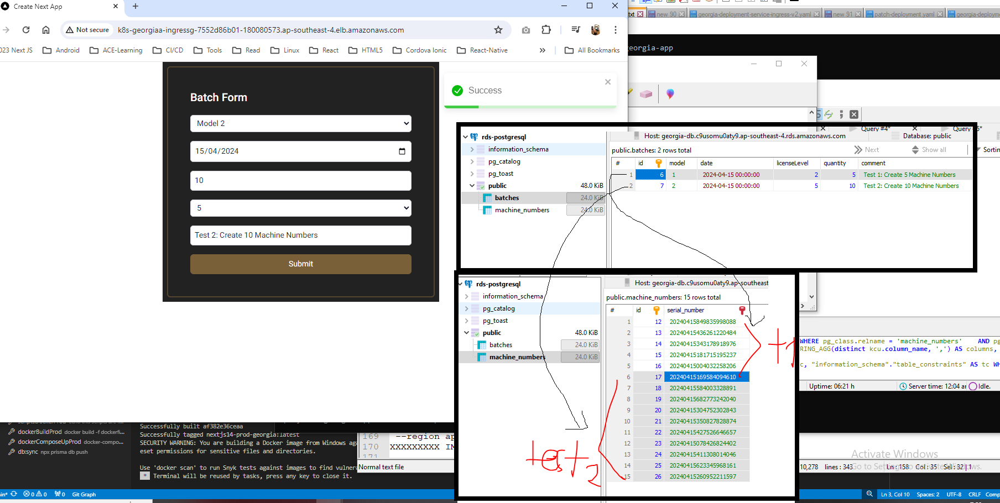 Create Next App
Not secure
k8s-georgiaa-ingressg-7552d86b01-180080573.ap-southeast-4.elb.amazonaws.com
023 Next JS
Android
ACE-Learning
CI/CD
Tools
Read
Linux
React
HTML5
Cordova Ionic
React-Native
»
All Bookmarks
txt
new 90
georgia-deployment-service-ingress-v2.yaml
new 91
patch-deployment.yaml
georgia-deployme
eorgia-app
Batch Form
Model 2
15/04/2024
10
5
Test 2: Create 10 Machine Numbers
Submit
Success
Query #4*
rds-postgresql
information_schema
pg_catalog
pg_toast
public 48.0 KiB
batches 24.0 KiB
machine_numbers 24.0 KiB
Host: georgia-db.c9usomu0aty9.ap-southeast-4.rds.amazonaws.com
Database: public
public.batches: 2 rows total
Next
Show all
Sortin
# id model date licenseLevel quantity comment
1 6 1 2024-04-15 00:00:00 2 5 Test 1: Create 5 Machine Numbers
2 7 2 2024-04-15 00:00:00 5 10 Test 2: Create 10 Machine Numbers
rds-postgresql
information_schema
pg_catalog
pg_toast
public 48.0 KiB
batches 24.0 KiB
machine_numbers 24.0 KiB
Host: georgia-db.c9usomu0aty9.ap-southeast
public.machine_numbers: 15 rows total
# id serial_number
1 12 20240415849835998088
2 13 20240415436261220484
3 14 20240415343178918976
4 15 20240415181715195237
5 16 20240415004032258206
6 17 20240415169584094610
7 18 20240415584003328891
8 19 20240415682773242040
9 20 20240415304752302843
10 21 20240415350827828874
11 22 20240415427526646657
12 23 20240415078426824402
13 24 20240415411308014046
14 25 20240415623345968161
15 26 20240415260952211597
test 2
WHERE pg_class.relname = 'machine_numbers' AND pg
RING_AGG(distinct kcu.column_name, ',') AS columns,
c, "information_schema"."table_constraints" AS tc WH
Uptime: 06:21 h
Server time: 12:04 ar
Idle.
dockerBuildProd docker build -f dockerfi...
dockerComposeUpProd docker-compo...
db:sync npx prisma db push
Successfully built af382e36ceaa
Successfully tagged nextjs14-prod-georgia:latest
SECURITY WARNING: You are building a Docker image from Windows aga
eset permissions for sensitive files and directories.
Use 'docker scan' to run Snyk tests against images to find vulnera
* Terminal will be reused by tasks, press any key to close it.
169 --region ap
170 XXXXXXXXX IM
171
Normal text file
Activate Windows
Go to Settings to activate Windows.
10,278 lines : 343
Ln : 158 Col : 35 Sel : 32 | 1
in*
0 0
0
Git Graph
Ln 3, Col 10
Spaces: 2
UTF-8
CRLF
Comp